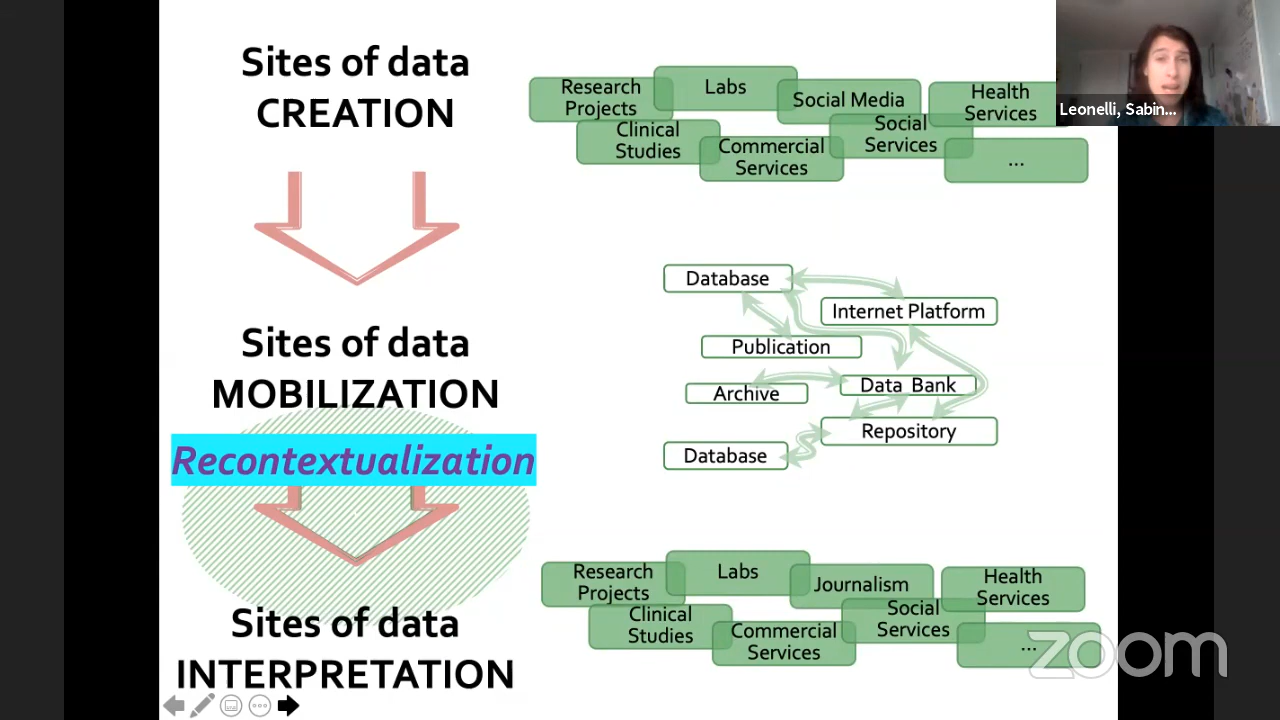 Sites of data
CREATION
Research
Projects
Labs
Social Media
Health
Services
Clinical
Studies
Commercial
Services
Social
Services
...
Leonelli, Sabin...
Sites of data
MOBILIZATION
Database
Internet Platform
Publication
Archive
Data Bank
Repository
Database
Recontextualization
Sites of data
INTERPRETATION
Research
Projects
Labs
Journalism
Health
Services
Clinical
Studies
Commercial
Services
Social
Services
...
zoom